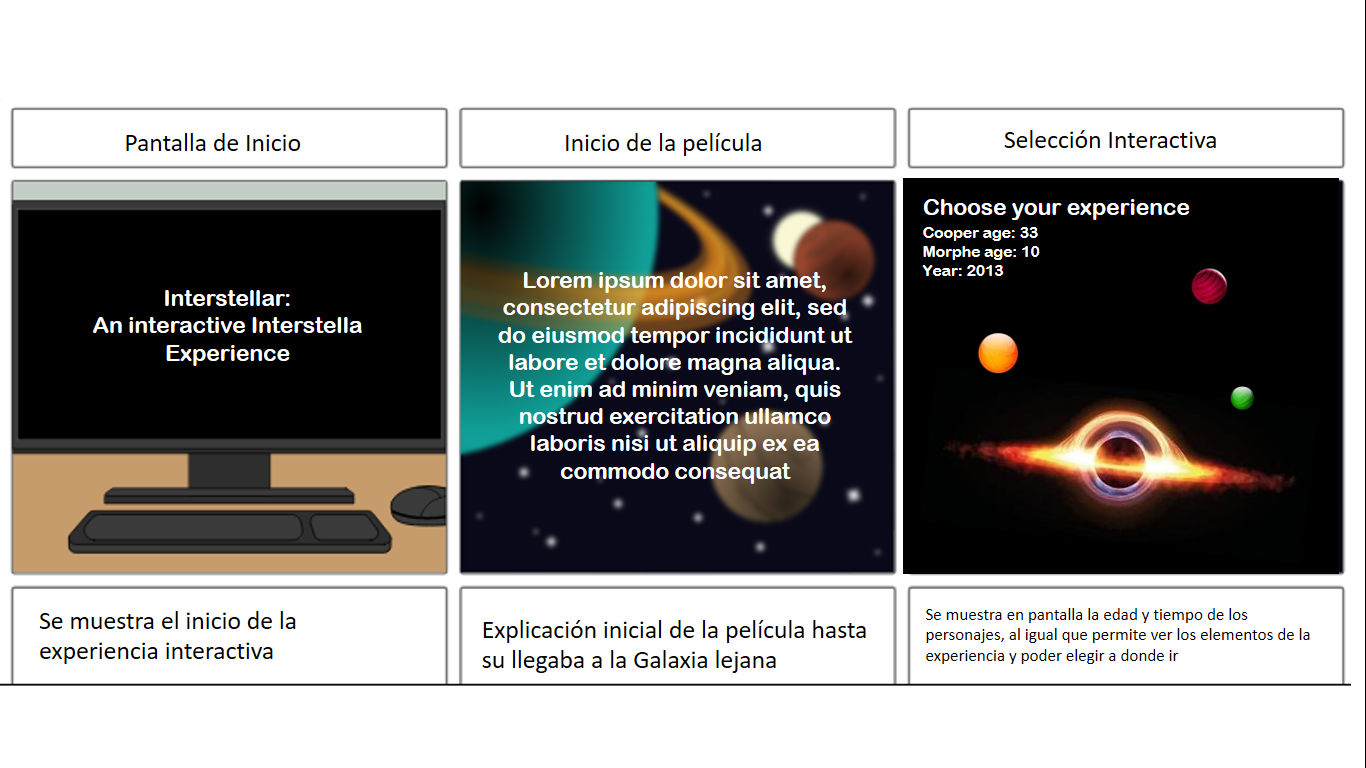 Pantalla de Inicio
Inicio de la película
Selección Interactiva
Interstellar:
An interactive Interstella
Experience
Lorem ipsum dolor sit amet,
consectetur adipiscing elit, sed
do eiusmod tempor incididunt ut
labore et dolore magna aliqua.
Ut enim ad minim veniam, quis
nostrud exercitation ullamco
laboris nisi ut aliquip ex ea
commodo consequat
Choose your experience
Cooper age: 33
Morphe age: 10
Year: 2013
Se muestra el inicio de la
experiencia interactiva
Explicación inicial de la película hasta
su llegaba a la Galaxia lejana
Se muestra en pantalla la edad y tiempo de los
personajes, al igual que permite ver los elementos de la
experiencia y poder elegir a donde ir